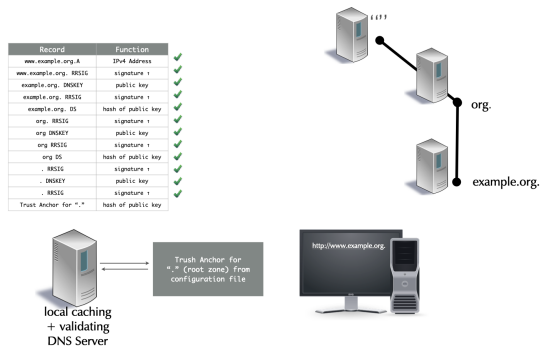 Record Function
www.example.org.A IPv4 Address
www.example.org. RRSIG signature ↑
example.org. DNSKEY public key
example.org. RRSIG signature ↑
example.org. DS hash of public key
org. RRSIG signature ↑
org DNSKEY public key
org RRSIG signature ↑
org DS hash of public key
. RRSIG signature ↑
. DNSKEY public key
. RRSIG signature ↑
Trust Anchor for "." hash of public key
“”
org.
example.org.
Trush Anchor for
"." (root zone) from
configuration file
http://www.example.org.
local caching
+ validating
DNS Server